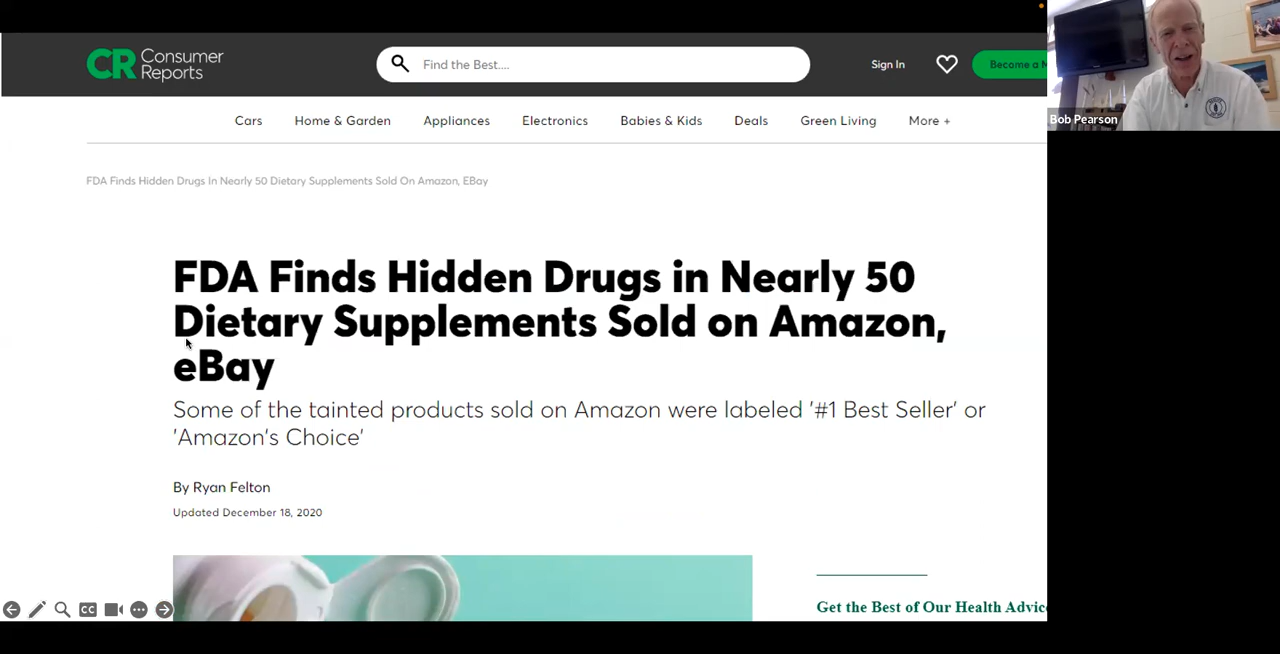 CR Consumer
Reports
Find the Best....
Sign In
Become a M
Bob Pearson
Cars Home & Garden Appliances Electronics Babies & Kids Deals Green Living More +
FDA Finds Hidden Drugs In Nearly 50 Dietary Supplements Sold On Amazon, EBay
FDA Finds Hidden Drugs in Nearly 50
Dietary Supplements Sold on Amazon,
eBay
Some of the tainted products sold on Amazon were labeled '#1 Best Seller' or
'Amazon's Choice'
By Ryan Felton
Updated December 18, 2020
Get the Best of Our Health Advice
CC